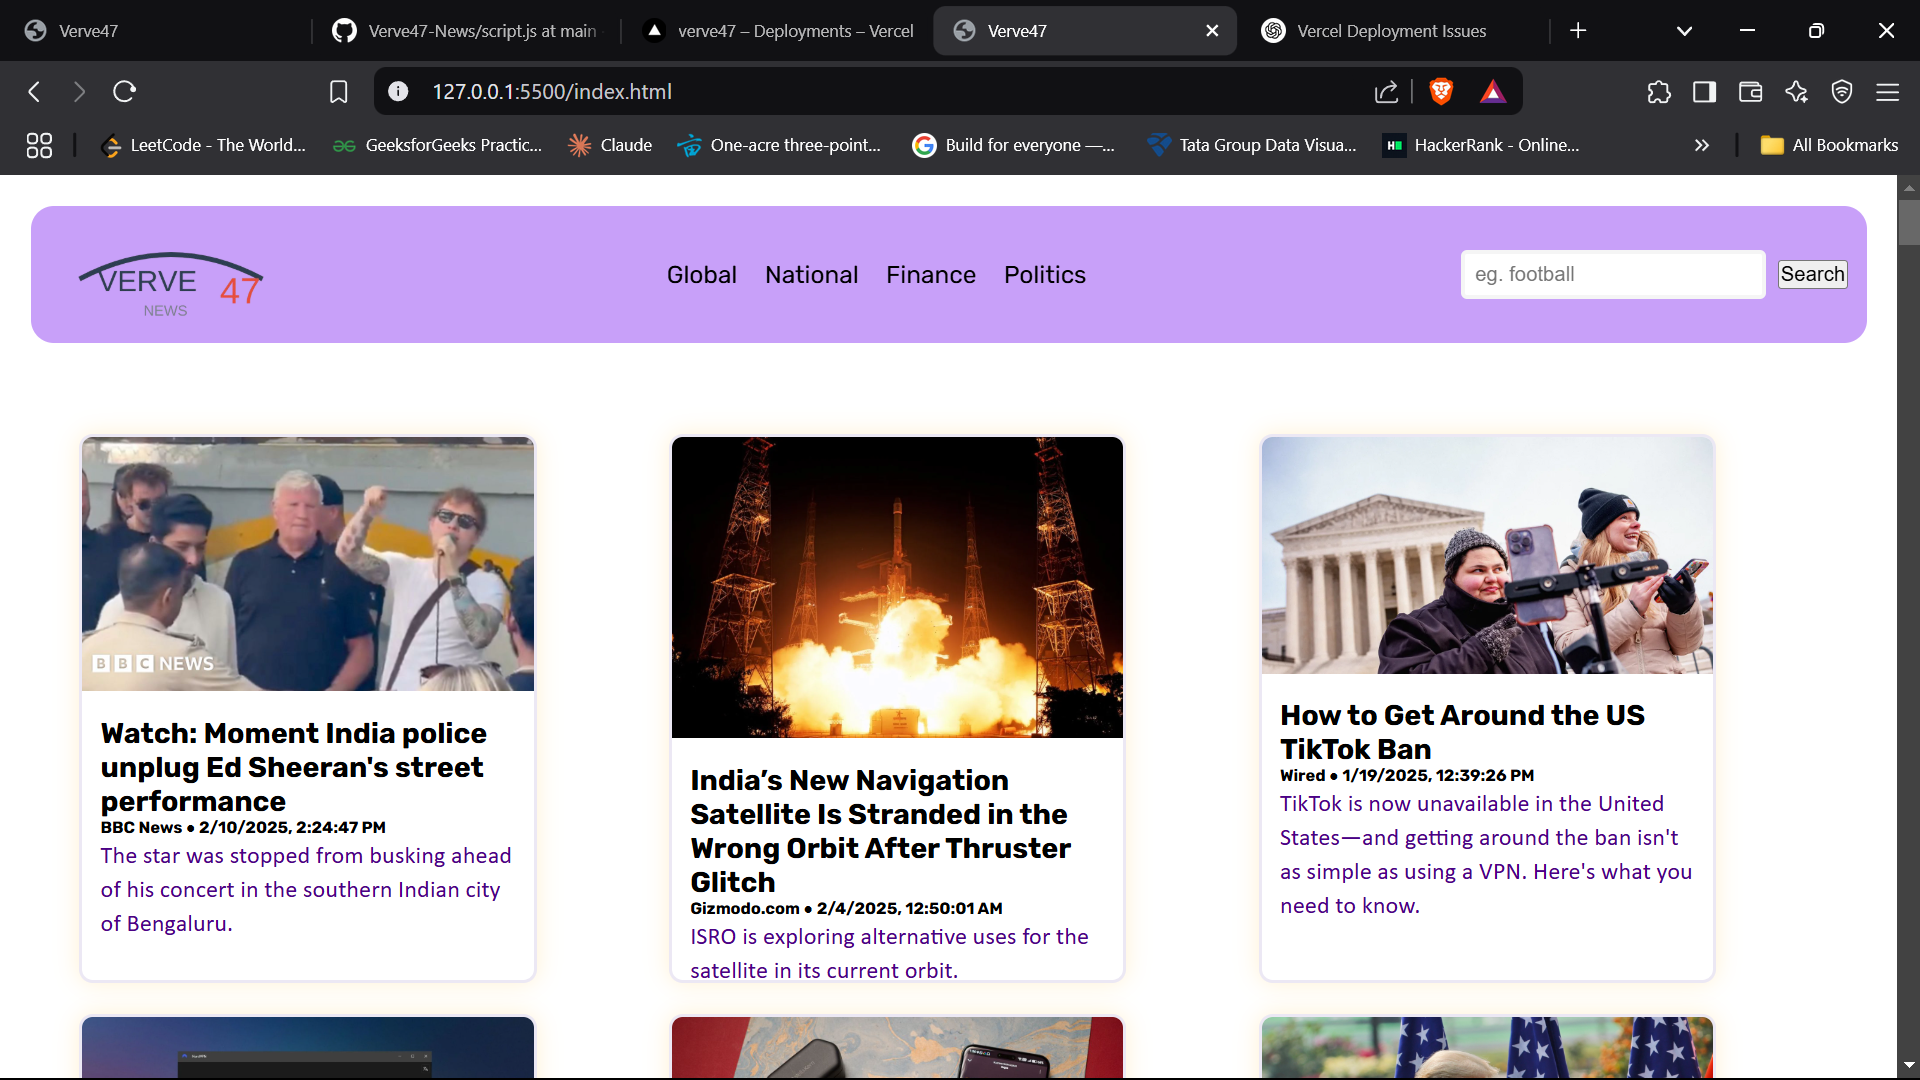 Verve47
Verve47-News/script.js at main
verve47 – Deployments – Vercel
Verve47
Vercel Deployment Issues
127.0.0.1:5500/index.html
LeetCode - The World...
GeeksforGeeks Practic...
Claude
One-acre three-point...
Build for everyone —...
Tata Group Data Visua...
HackerRank - Online...
All Bookmarks
VERVE 47
NEWS
Global National Finance Politics
eg. football
Search
BBC NEWS
Watch: Moment India police
unplug Ed Sheeran's street
performance
BBC News • 2/10/2025, 2:24:47 PM
The star was stopped from busking ahead
of his concert in the southern Indian city
of Bengaluru.
India’s New Navigation
Satellite Is Stranded in the
Wrong Orbit After Thruster
Glitch
Gizmodo.com • 2/4/2025, 12:50:01 AM
ISRO is exploring alternative uses for the
satellite in its current orbit.
How to Get Around the US
TikTok Ban
Wired • 1/19/2025, 12:39:26 PM
TikTok is now unavailable in the United
States—and getting around the ban isn't
as simple as using a VPN. Here's what you
need to know.